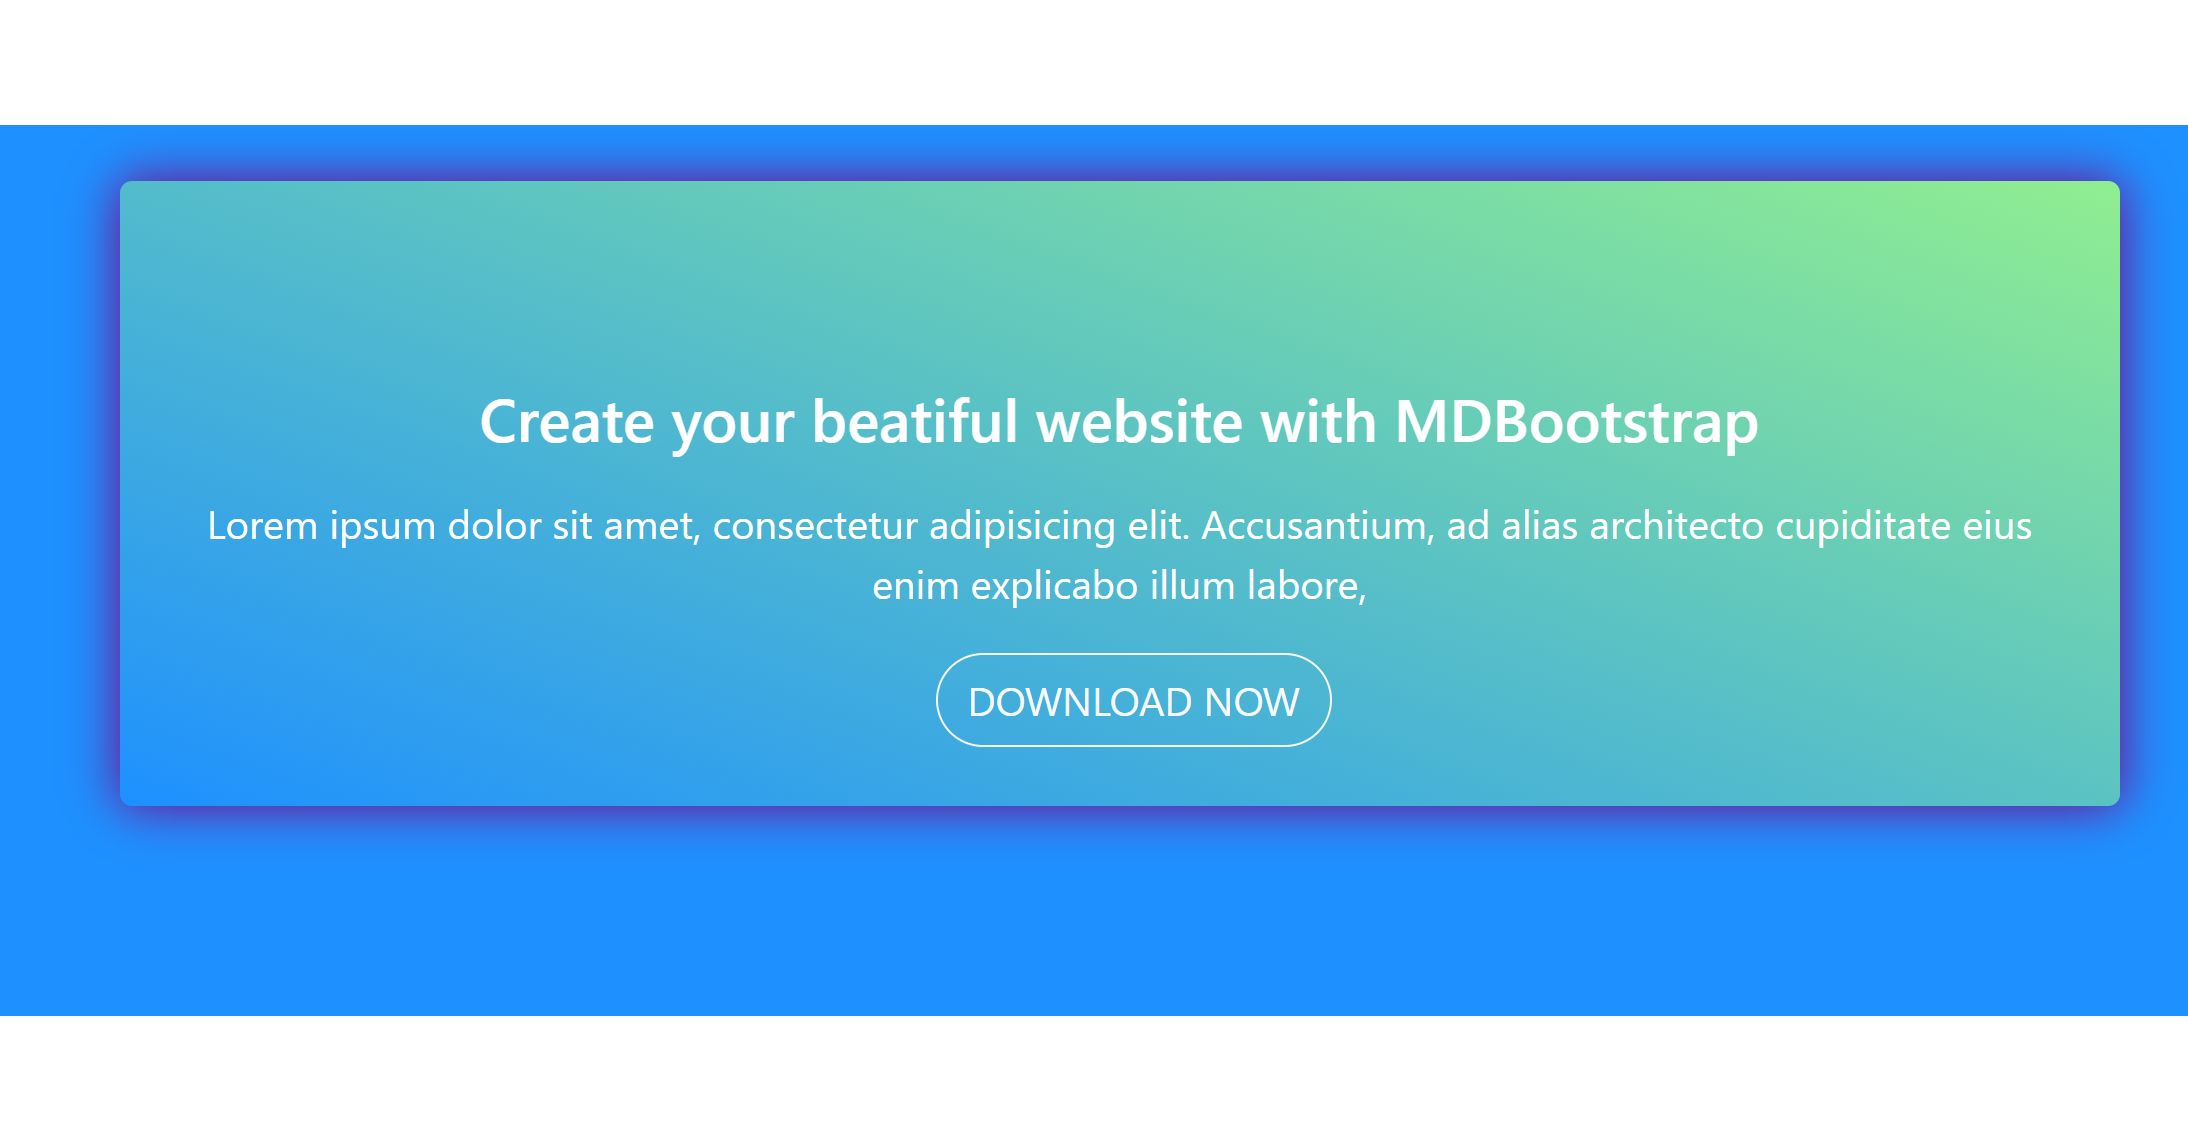 Create your beatiful website with MDBootstrap
Lorem ipsum dolor sit amet, consectetur adipisicing elit. Accusantium, ad alias architecto cupiditate eius
enim explicabo illum labore,
DOWNLOAD NOW